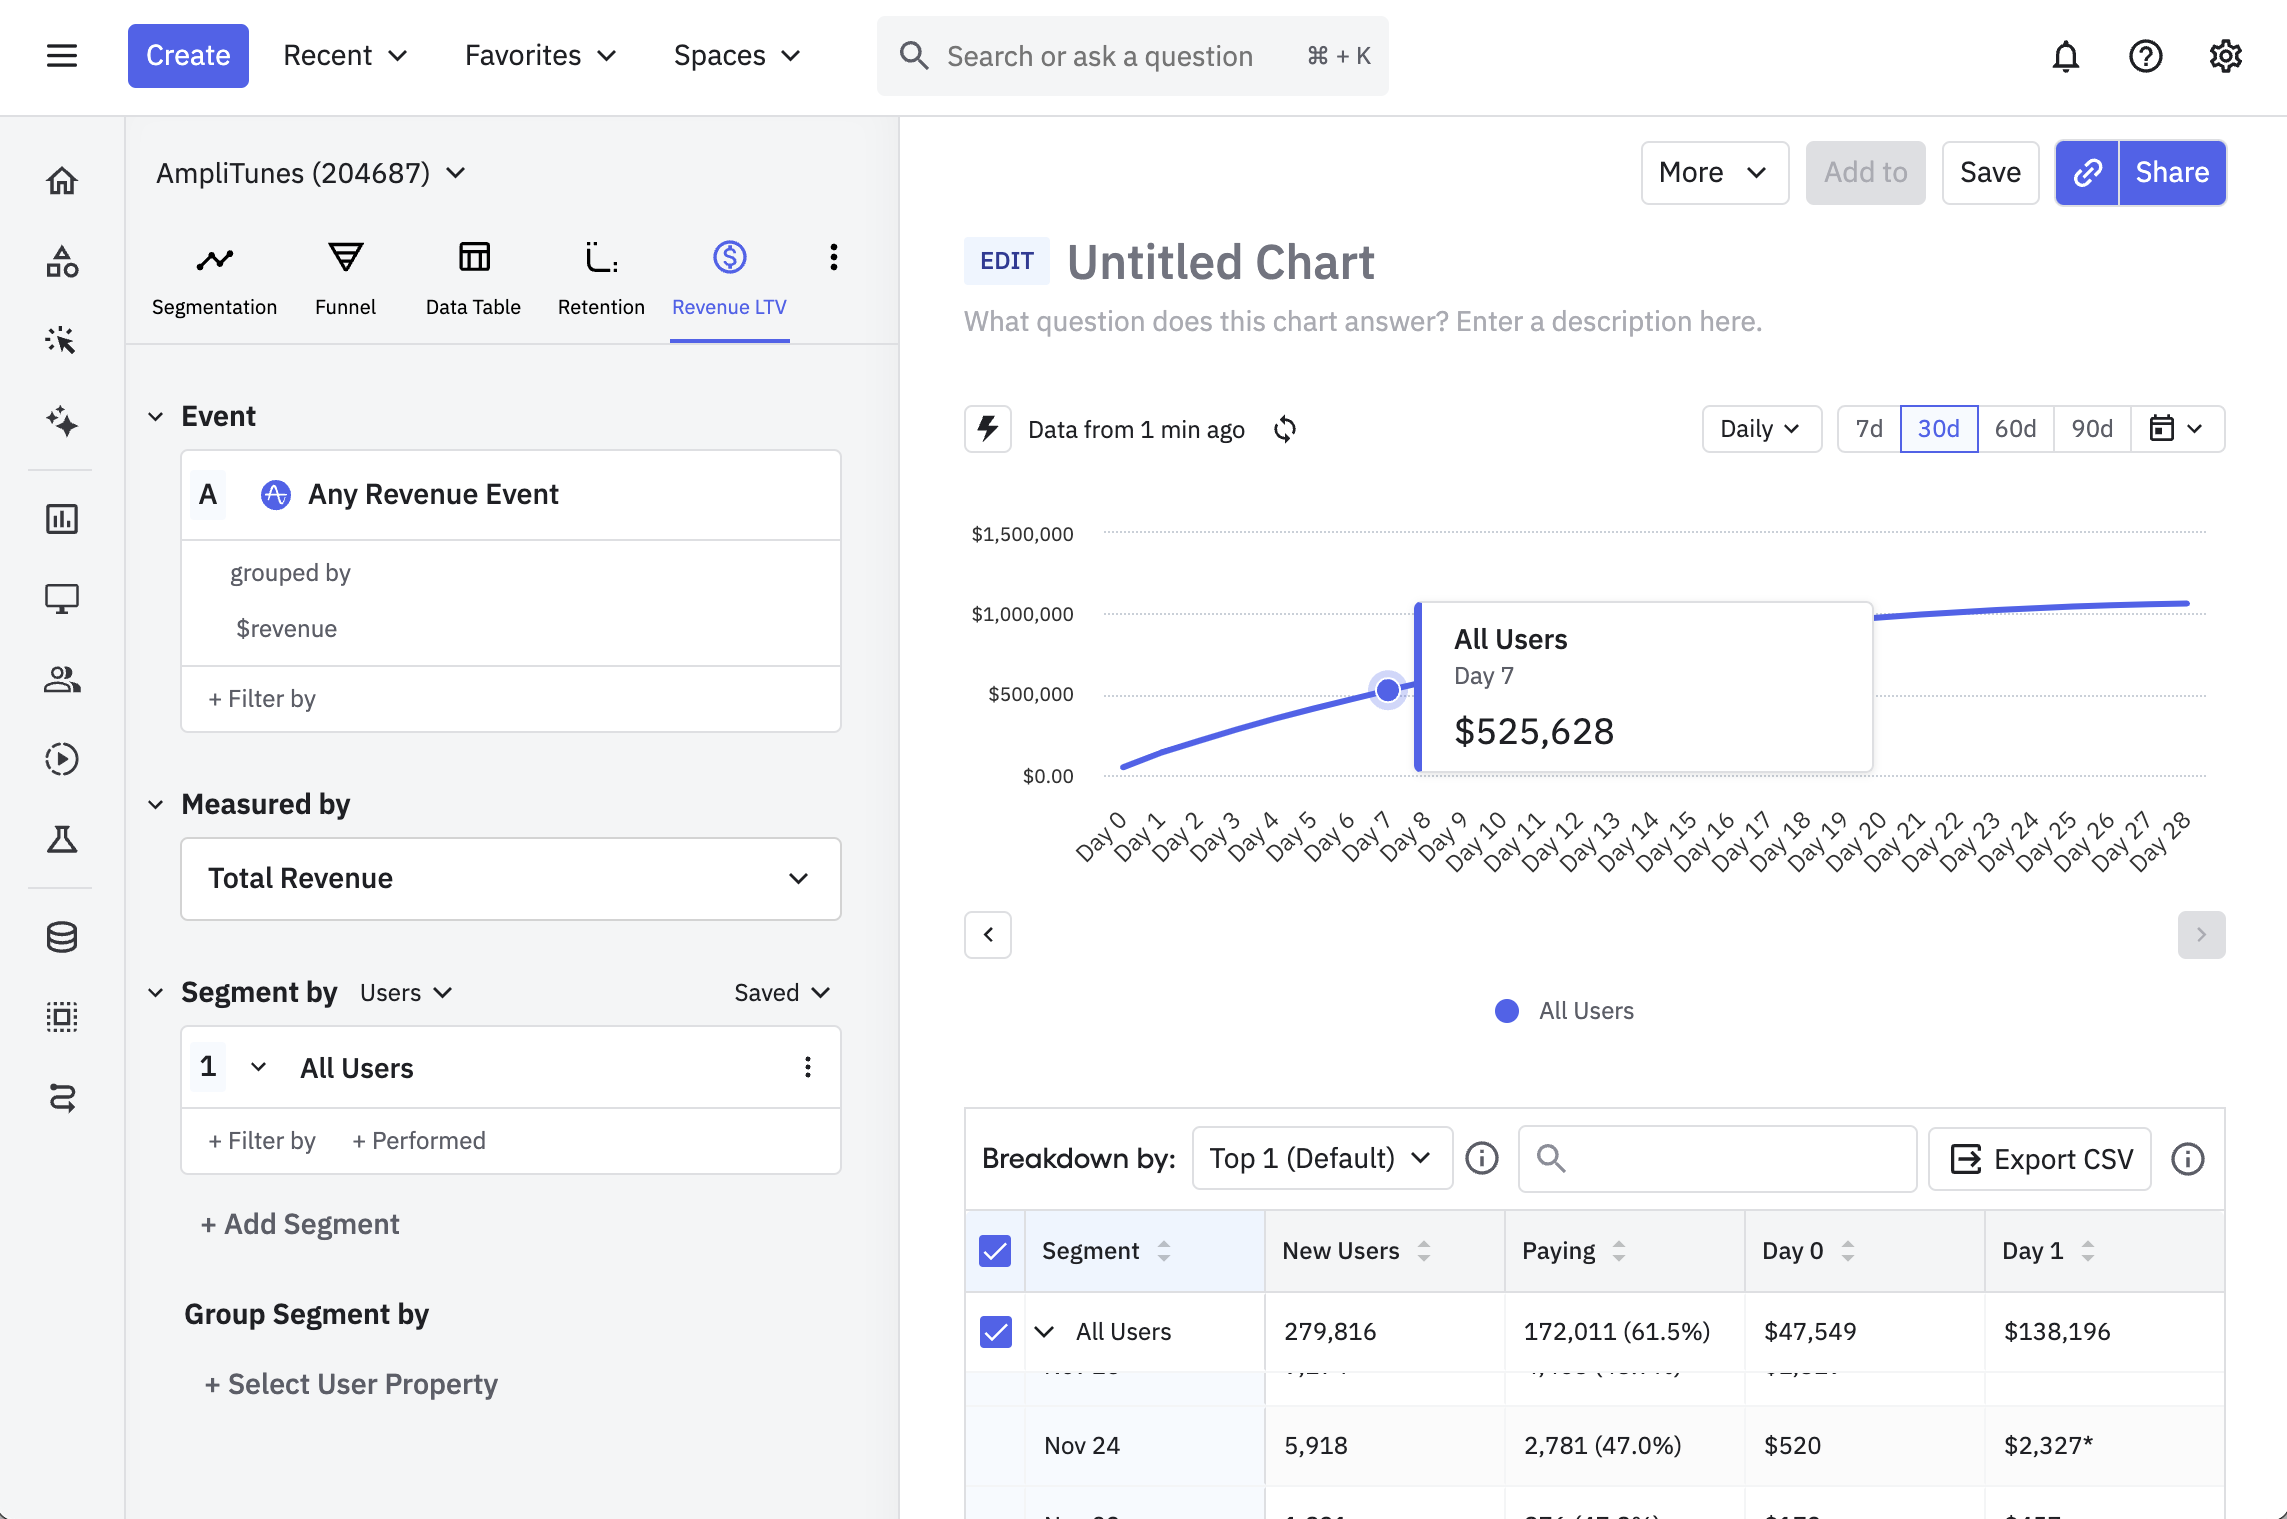 Create
Recent
Favorites
Spaces
Search or ask a question
⌘ + K
AmpliTunes (204687)
Segmentation
Funnel
Data Table
Retention
Revenue LTV
Event
A
Any Revenue Event
grouped by
$revenue
+ Filter by
Measured by
Total Revenue
Segment by
Users
Saved
1
All Users
+ Filter by
+ Performed
+ Add Segment
Group Segment by
+ Select User Property
More
Add to
Save
Share
EDIT
Untitled Chart
What question does this chart answer? Enter a description here.
Data from 1 min ago
Daily
7d
30d
60d
90d
$1,500,000
$1,000,000
$500,000
$0.00
All Users
Day 7
$525,628
Day 0
Day 1
Day 2
Day 3
Day 4
Day 5
Day 6
Day 7
Day 8
Day 9
Day 10
Day 11
Day 12
Day 13
Day 14
Day 15
Day 16
Day 17
Day 18
Day 19
Day 20
Day 21
Day 22
Day 23
Day 24
Day 25
Day 26
Day 27
Day 28
All Users
Breakdown by:
Top 1 (Default)
Export CSV
Segment
New Users
Paying
Day 0
Day 1
All Users
279,816
172,011 (61.5%)
$47,549
$138,196
Nov 24
5,918
2,781 (47.0%)
$520
$2,327*